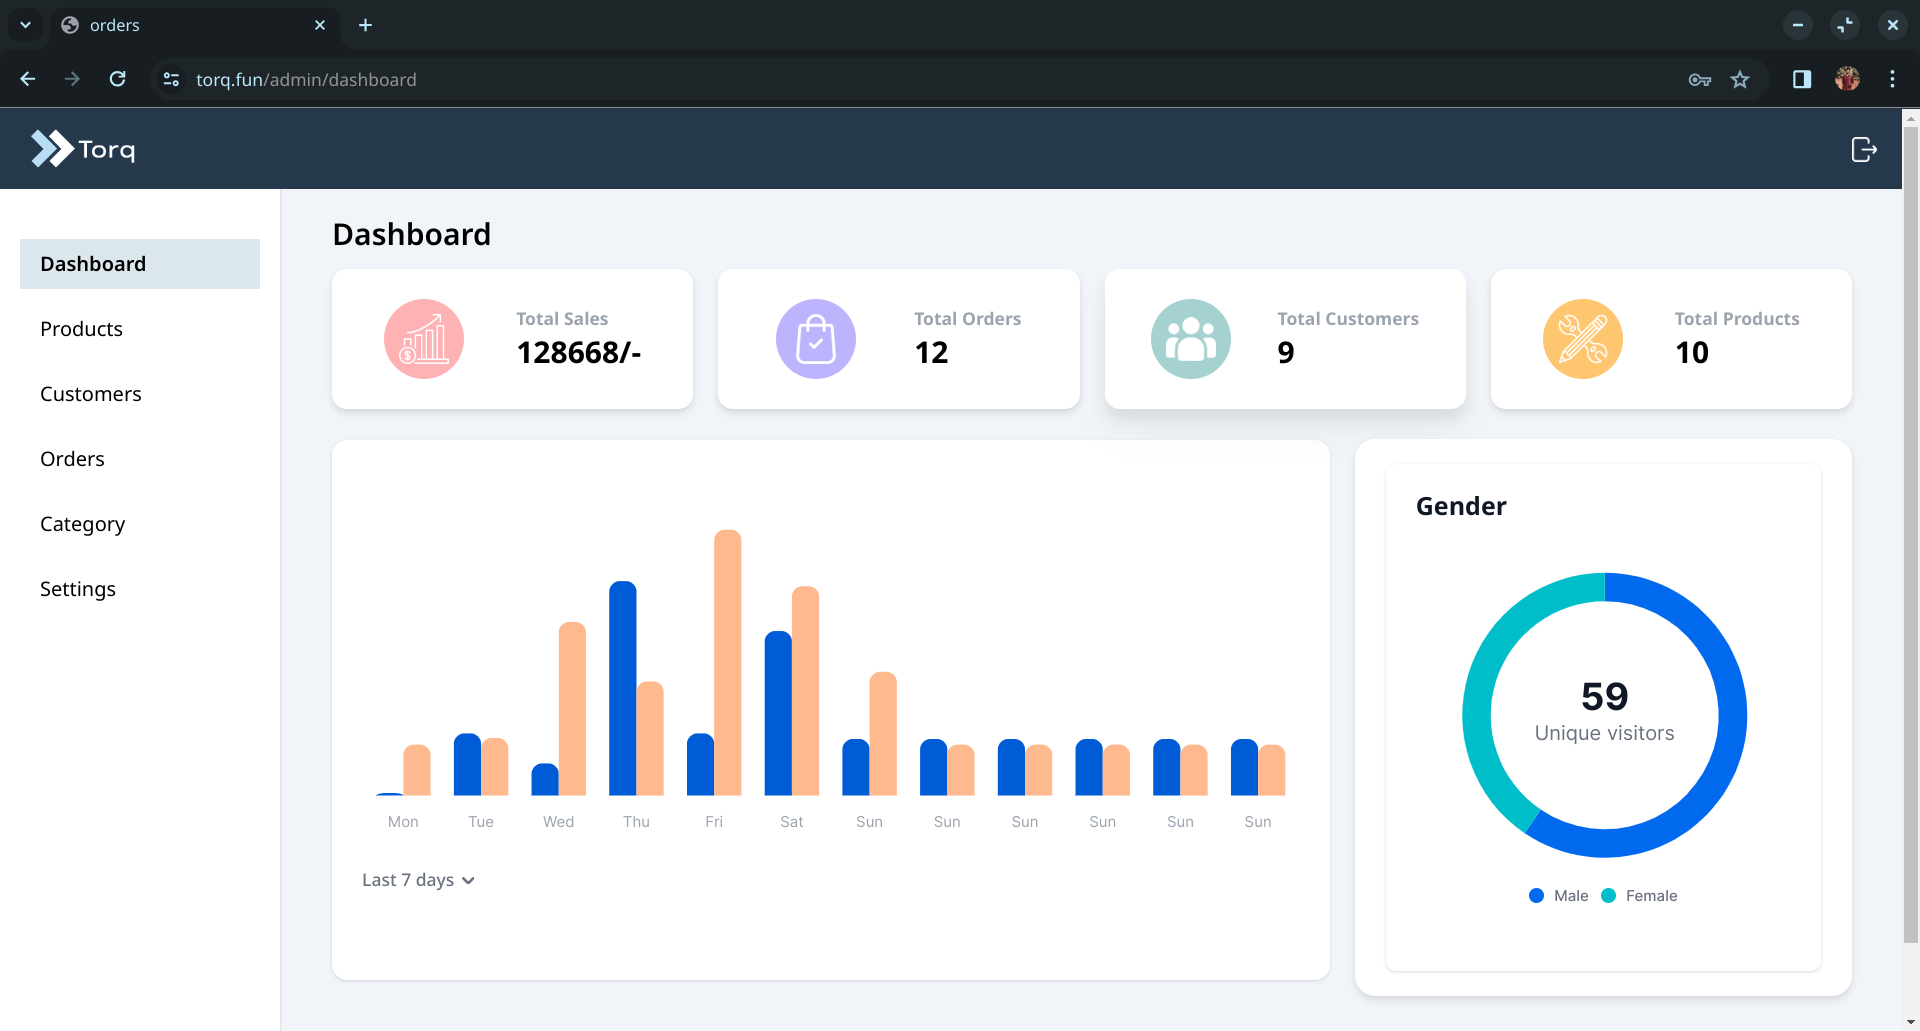 orders
torq.fun/admin/dashboard
Torq
Dashboard
Products
Customers
Orders
Category
Settings
Dashboard
Total Sales
128668/-
Total Orders
12
Total Customers
9
Total Products
10
Mon Tue Wed Thu Fri Sat Sun Sun Sun Sun Sun Sun
Last 7 days
Gender
59
Unique visitors
Male Female